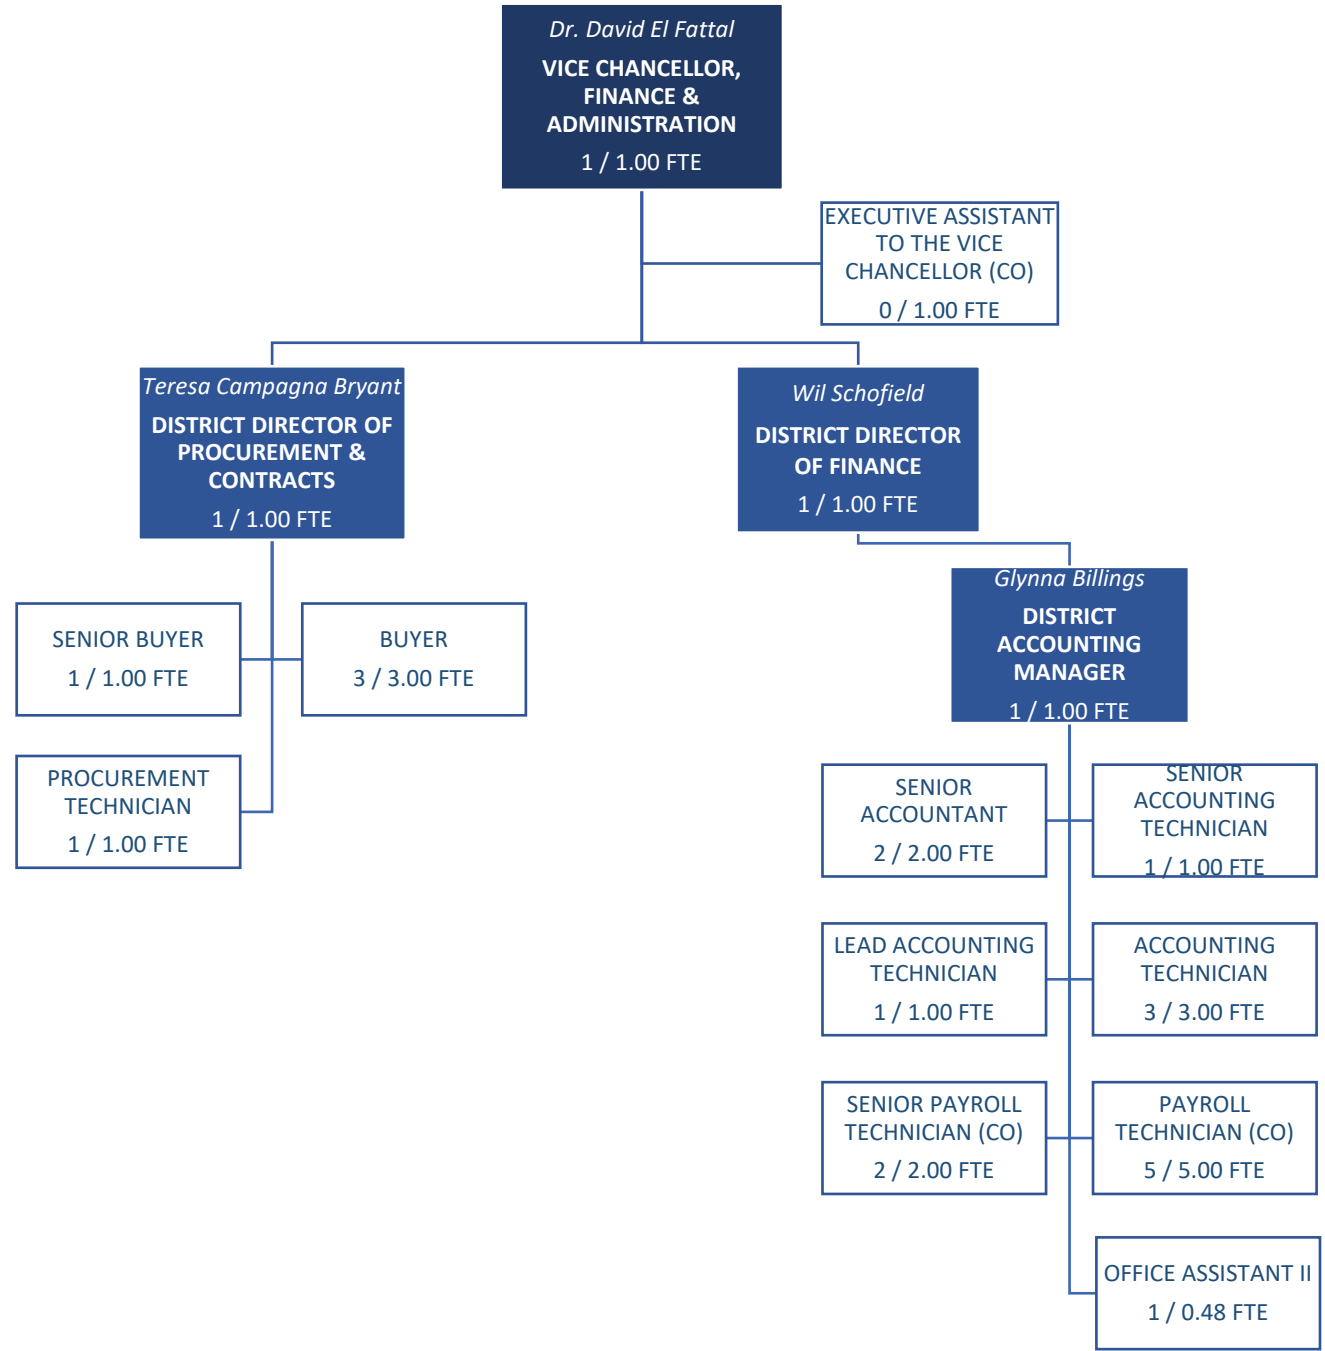 Dr. David El Fattal
VICE CHANCELLOR,
FINANCE &
ADMINISTRATION
1 / 1.00 FTE
EXECUTIVE ASSISTANT
TO THE VICE
CHANCELLOR (CO)
0 / 1.00 FTE
Teresa Campagna Bryant
DISTRICT DIRECTOR OF
PROCUREMENT &
CONTRACTS
1 / 1.00 FTE
Wil Schofield
DISTRICT DIRECTOR
OF FINANCE
1 / 1.00 FTE
Glynna Billings
DISTRICT
ACCOUNTING
MANAGER
1 / 1.00 FTE
SENIOR BUYER
1 / 1.00 FTE
BUYER
3 / 3.00 FTE
PROCUREMENT
TECHNICIAN
1 / 1.00 FTE
SENIOR
ACCOUNTANT
2 / 2.00 FTE
SENIOR
ACCOUNTING
TECHNICIAN
1 / 1.00 FTE
LEAD ACCOUNTING
TECHNICIAN
1 / 1.00 FTE
ACCOUNTING
TECHNICIAN
3 / 3.00 FTE
SENIOR PAYROLL
TECHNICIAN (CO)
2 / 2.00 FTE
PAYROLL
TECHNICIAN (CO)
5 / 5.00 FTE
OFFICE ASSISTANT II
1 / 0.48 FTE